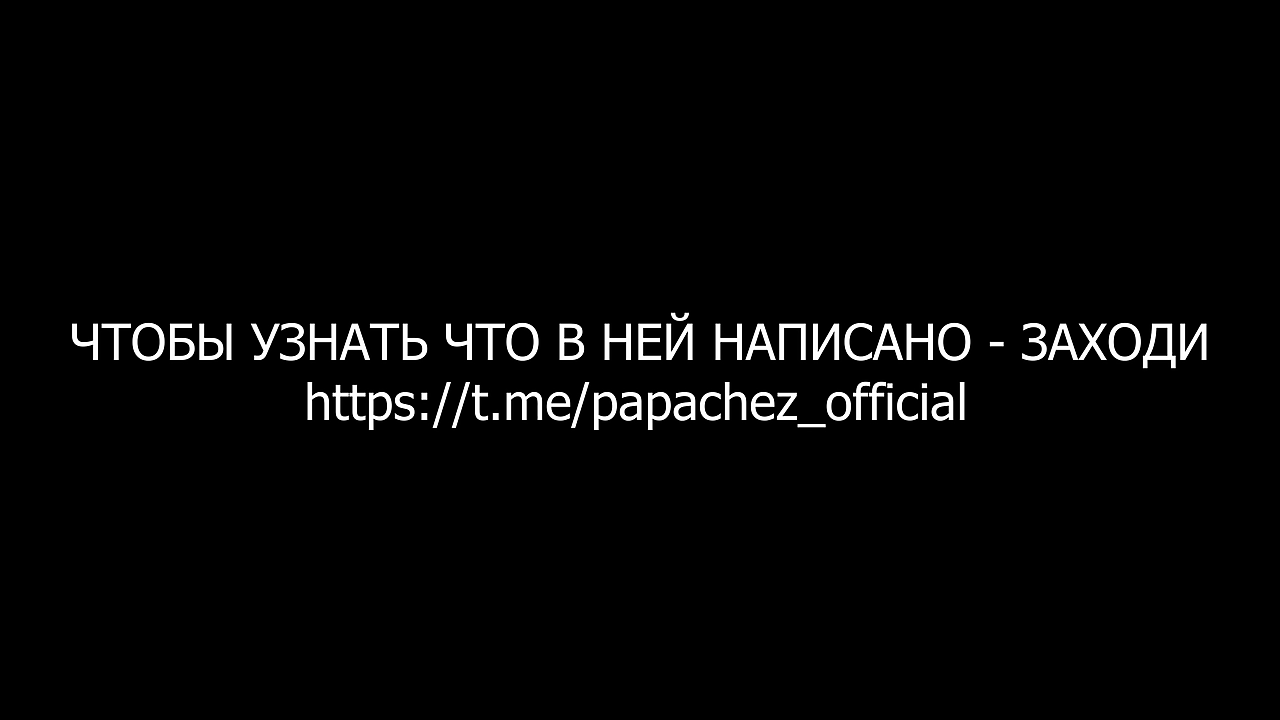 ЧТОБЫ УЗНАТЬ ЧТО В НЕЙ НАПИСАНО - ЗАХОДИ
https://t.me/papachez_official